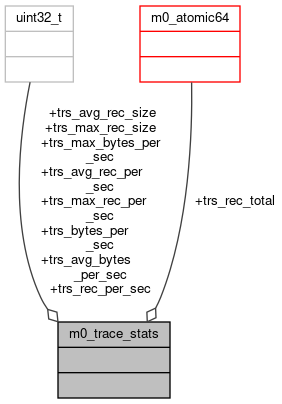 uint32_t
m0_atomic64
+trs_avg_rec_size
+trs_max_rec_size
+trs_max_bytes_per
_sec
+trs_avg_rec_per
_sec
+trs_max_rec_per
_sec
+trs_bytes_per
_sec
+trs_avg_bytes
_per_sec
+trs_rec_per_sec
+trs_rec_total
m0_trace_stats